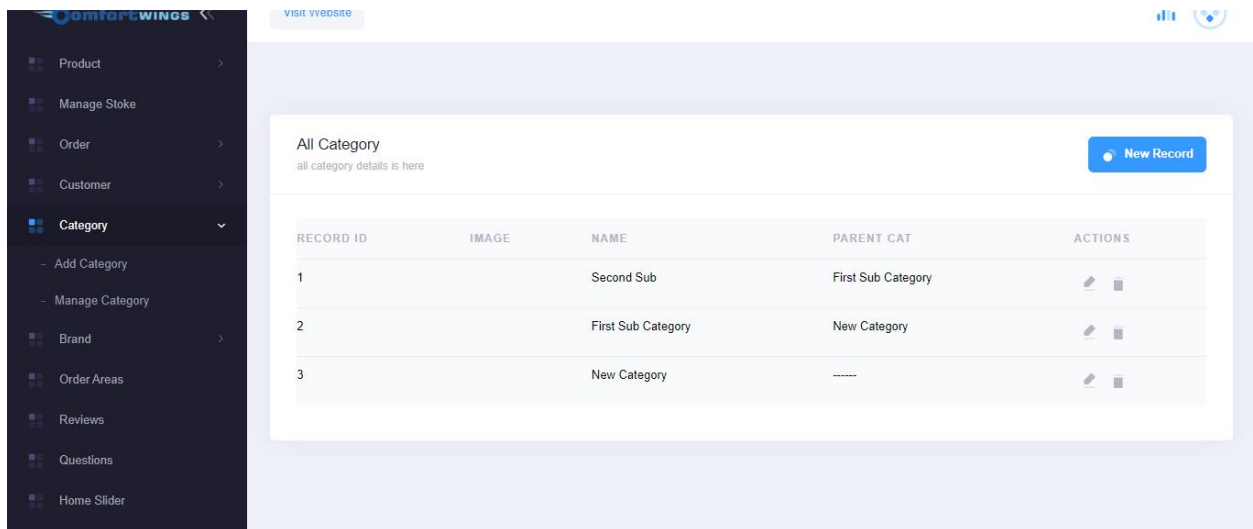 Comfortwings
Visit Website
Product
Manage Stoke
Order
Customer
Category
- Add Category
- Manage Category
Brand
Order Areas
Reviews
Questions
Home Slider
All Category
all category details is here
New Record
RECORD ID IMAGE NAME PARENT CAT ACTIONS
1 Second Sub First Sub Category
2 First Sub Category New Category
3 New Category ------